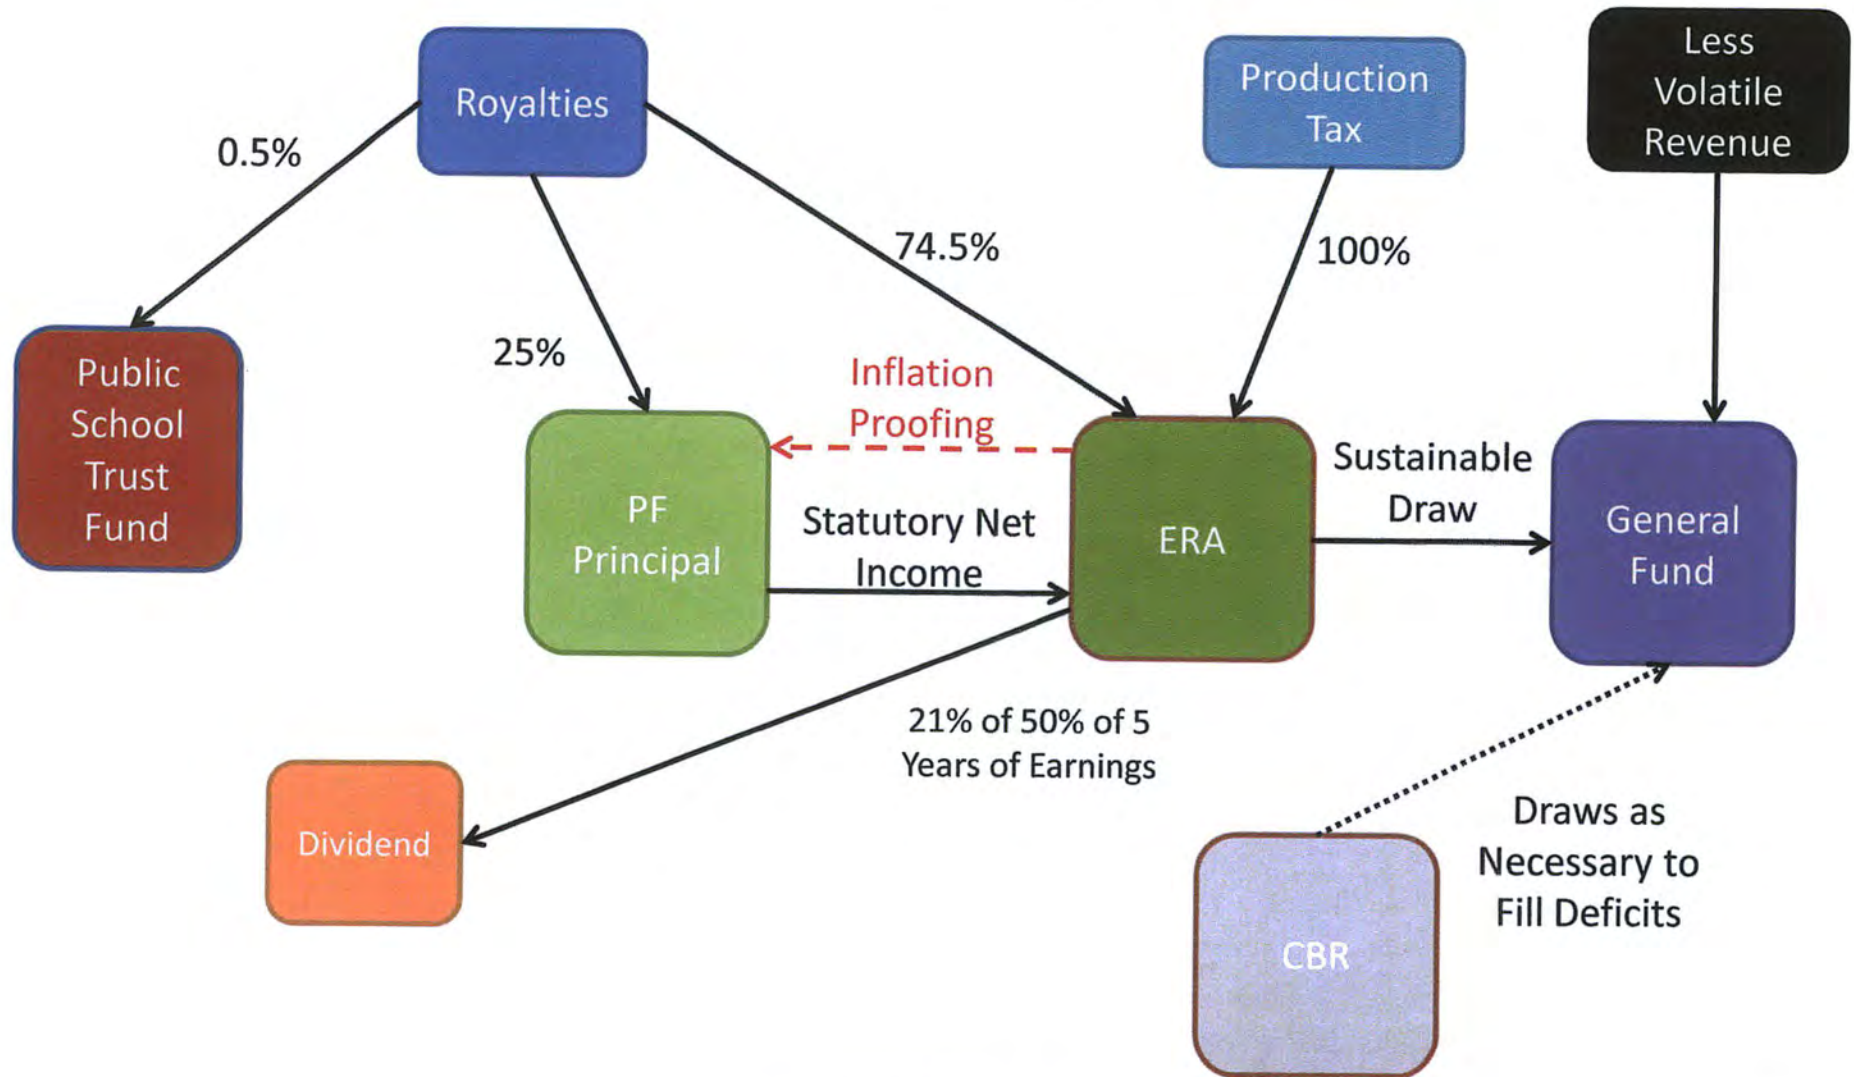 Royalties
Production
Tax
Less
Volatile
Revenue
0.5%
74.5%
100%
25%
Public
School
Trust
Fund
Inflation
Proofing
PF
Principal
Statutory Net
Income
ERA
Sustainable
Draw
General
Fund
21% of 50% of 5
Years of Earnings
Dividend
Draws as
Necessary to
Fill Deficits
CBR